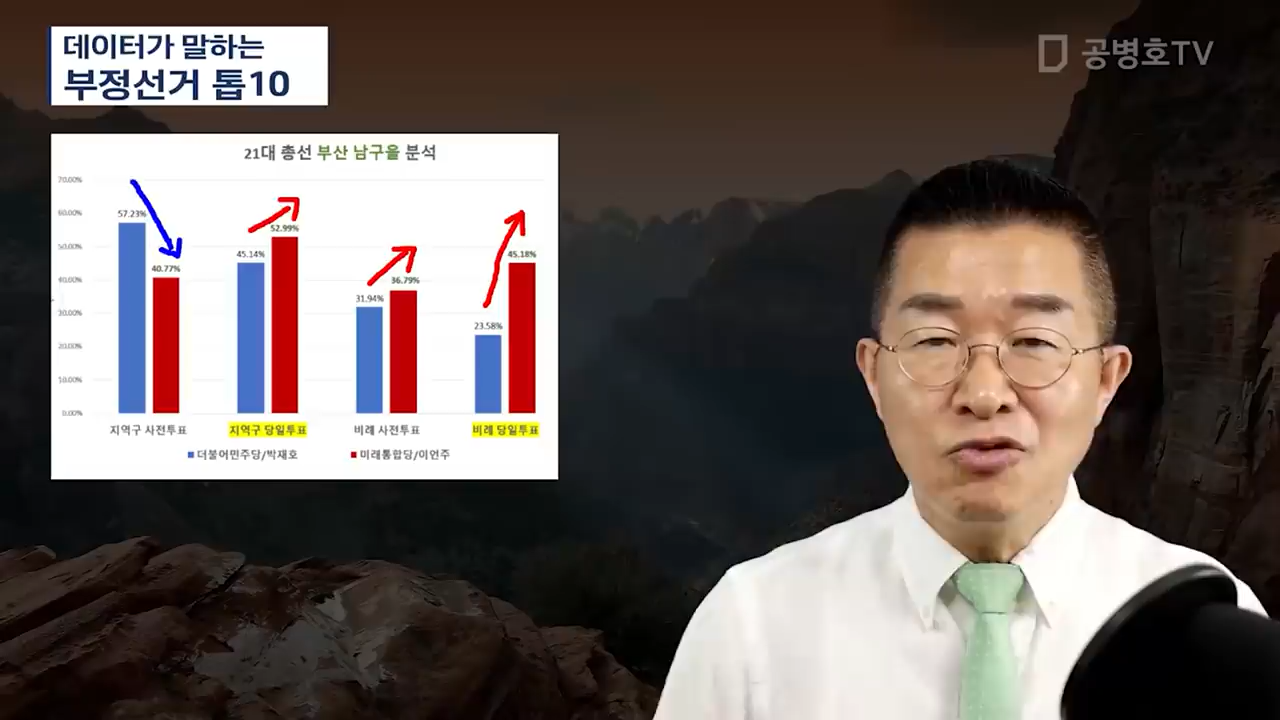 데이터가 말하는
부정선거 톱10
공병호TV
21대 총선 부산 남구을 분석
70.00%
60.00%
50.00%
40.00%
30.00%
20.00%
10.00%
0.00%
57.23%
40.77%
45.14%
52.99%
31.94%
36.79%
23.58%
45.18%
지역구 사전투표
지역구 당일투표
비례 사전투표
비례 당일투표
더불어민주당/박재호
미래통합당/이언주